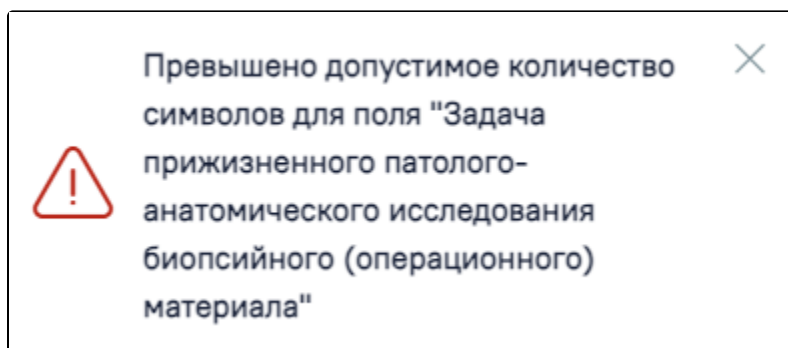 Превышено допустимое количество
символов для поля "Задача
прижизненного патолого-
анатомического исследования
биопсийного (операционного)
материала"